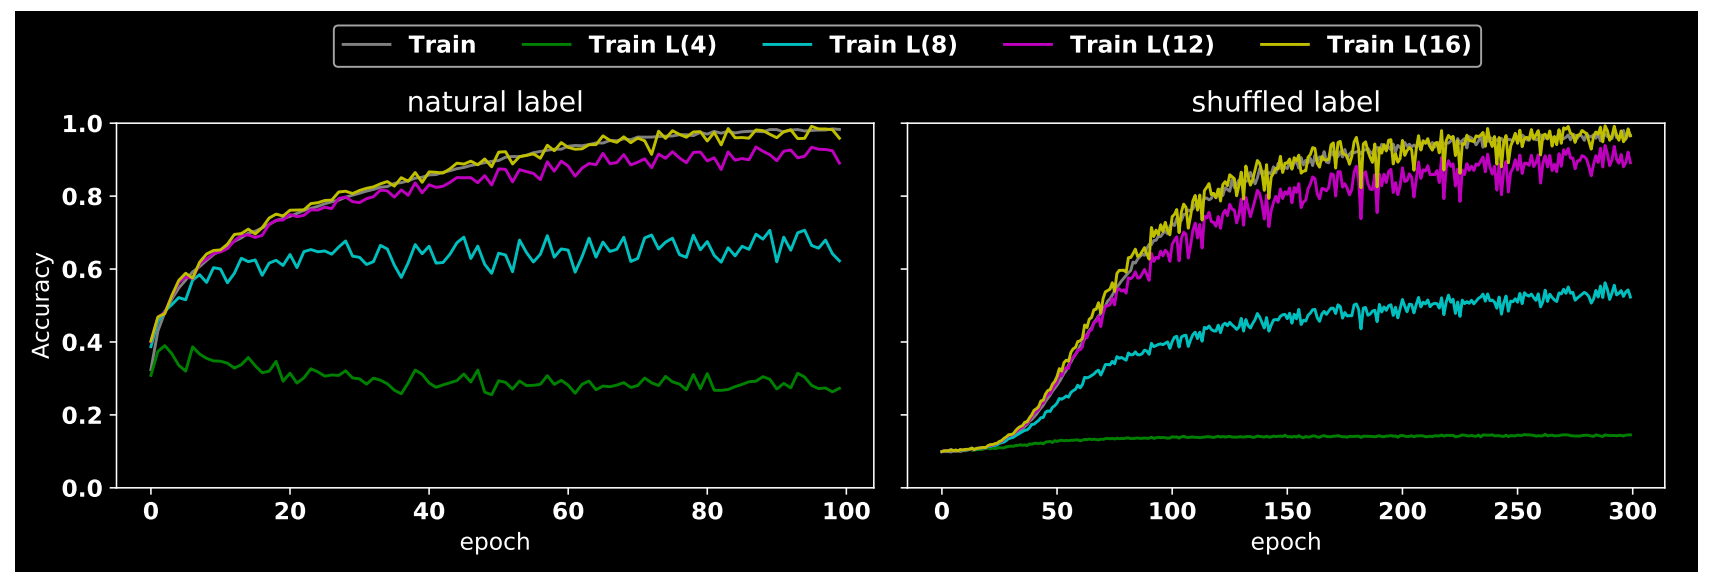 Train Train L(4) Train L(8) Train L(12) Train L(16)
natural label
shuffled label
Accuracy
1.0
0.8
0.6
0.4
0.2
0.0
0 20 40 60 80 100
epoch
0 50 100 150 200 250 300
epoch